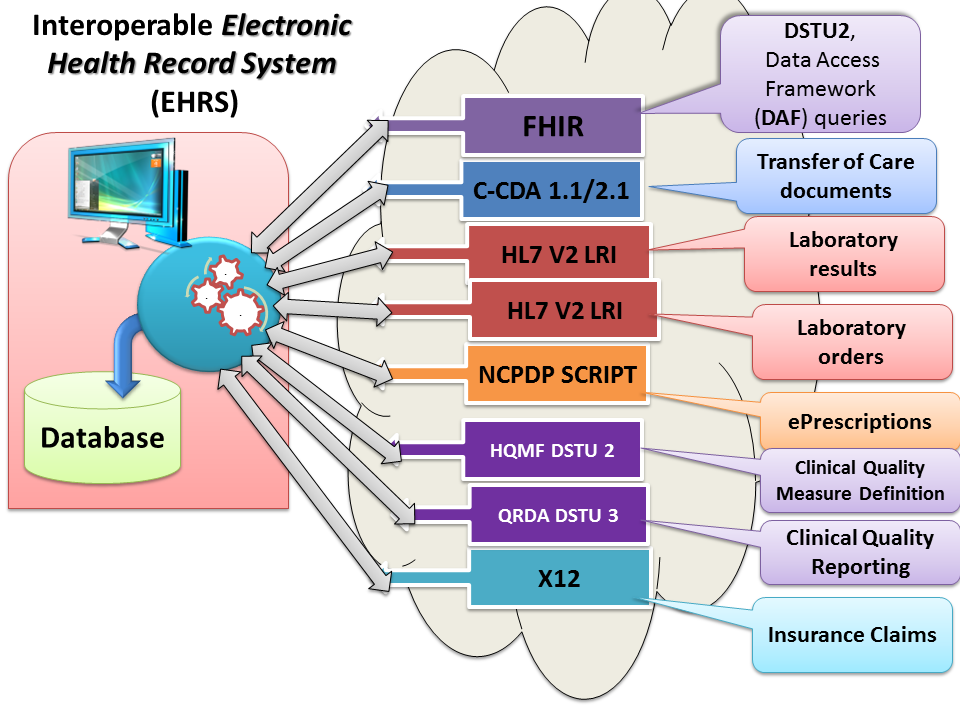 Interoperable Electronic
Health Record System
(EHRS)
Database
FHIR
DSTU2,
Data Access
Framework
(DAF) queries
C-CDA 1.1/2.1
Transfer of Care
documents
HL7 V2 LRI
Laboratory
results
HL7 V2 LRI
Laboratory
orders
NCPDP SCRIPT
ePrescriptions
HQMF DSTU 2
Clinical Quality
Measure Definition
QRDA DSTU 3
Clinical Quality
Reporting
X12
Insurance Claims